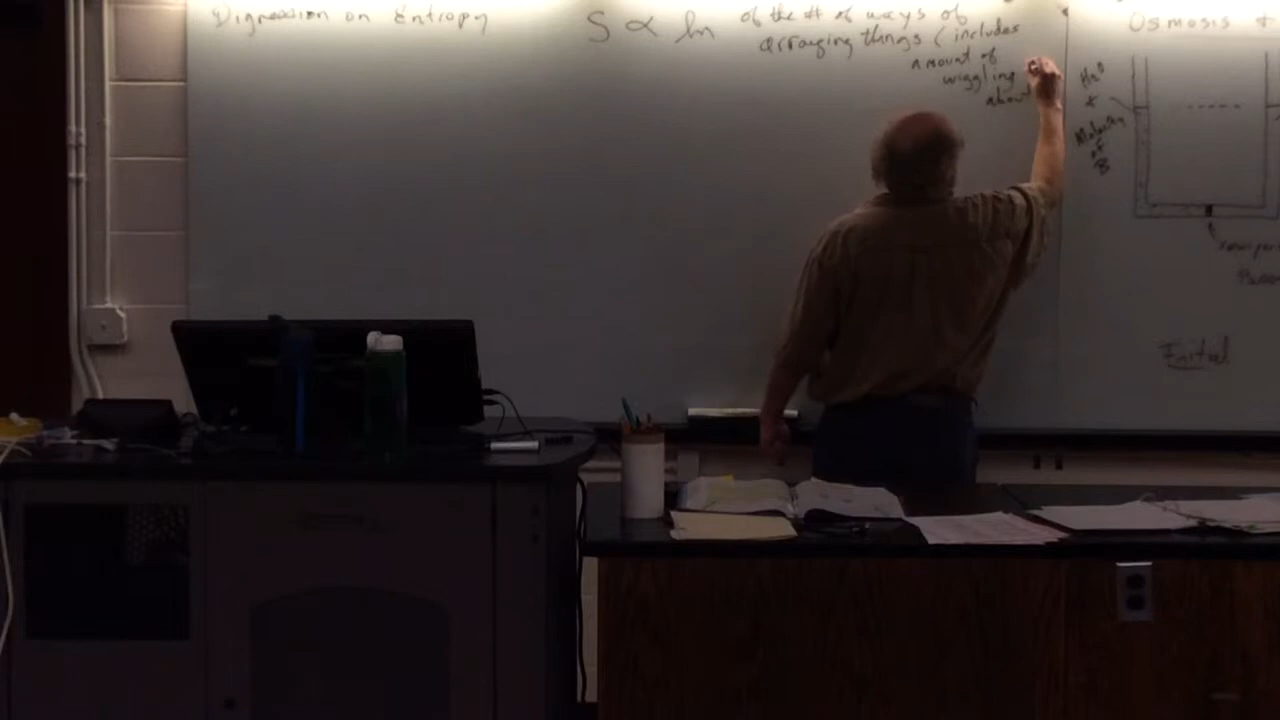 Digression on Entropy
S ∝ ln of the # of ways of
arranging things (includes
amount of
wiggling
about
Osmosis &
H₂O
&
Molarity
of
B
Initial